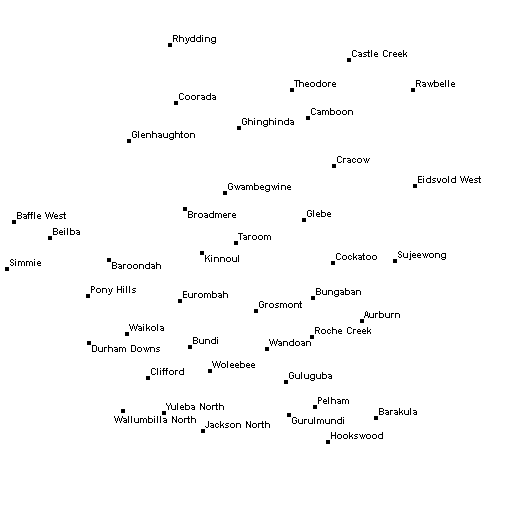 Rhydding
Castle Creek
Theodore
Rawbelle
Coorada
Camboon
Ghinghinda
Glenhaughton
Cracow
Eidsvold West
Gwambegwine
Broadmere
Glebe
Baffle West
Beilba
Taroom
Kinnoul
Cockatoo
Sujeewong
Simmie
Baroondah
Pony Hills
Eurombah
Bungaban
Grosmont
Aurburn
Waikola
Roche Creek
Durham Downs
Bundi
Wandoan
Clifford
Woleebee
Guluguba
Yuleba North
Pelham
Wallumbilla North
Jackson North
Gurulmundi
Barakula
Hookswood